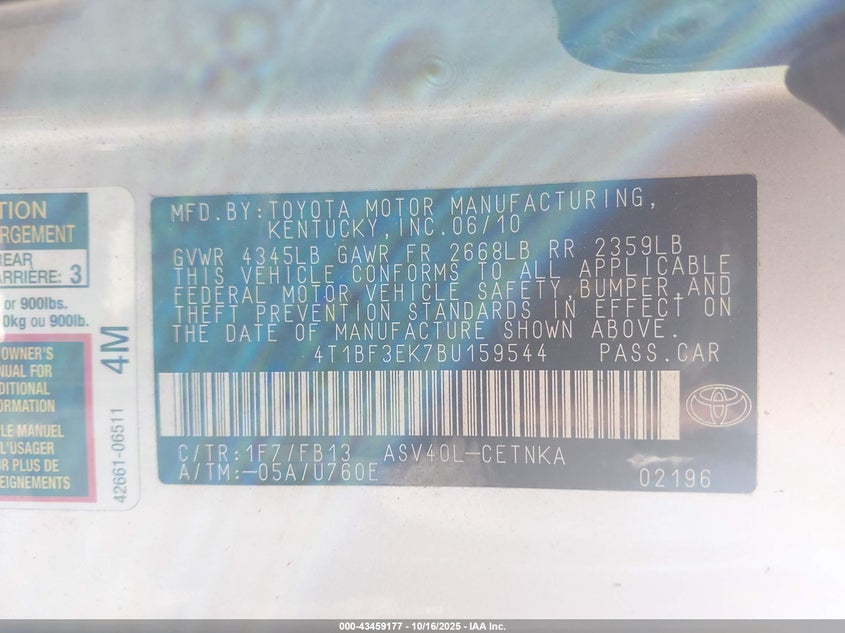 TION
RGEMENT
REAR
ARRIÈRE: 3
or 900lbs.
0kg ou 900lb.
OWNER'S
NUAL FOR
DITIONAL
ORMATION
LE MANUEL
L'USAGER
R PLUS DE
EIGNEMENTS
4M
42661-06511
MFD.BY:TOYOTA MOTOR MANUFACTURING,
KENTUCKY,INC.06/10
GVWR 4345LB GAWR FR 2668LB RR 2359LB
THIS VEHICLE CONFORMS TO ALL APPLICABLE
FEDERAL MOTOR VEHICLE SAFETY,BUMPER,AND
THEFT PREVENTION STANDARDS IN EFFECT ON
THE DATE OF MANUFACTURE SHOWN ABOVE.
4T1BF3EK7BU159544 PASS.CAR
C/TR:1F7/FB13 ASV40L-CETNKA
A/TM:-05A/U760E
02196
000-43459177 - 10/16/2025 - IAA Inc.